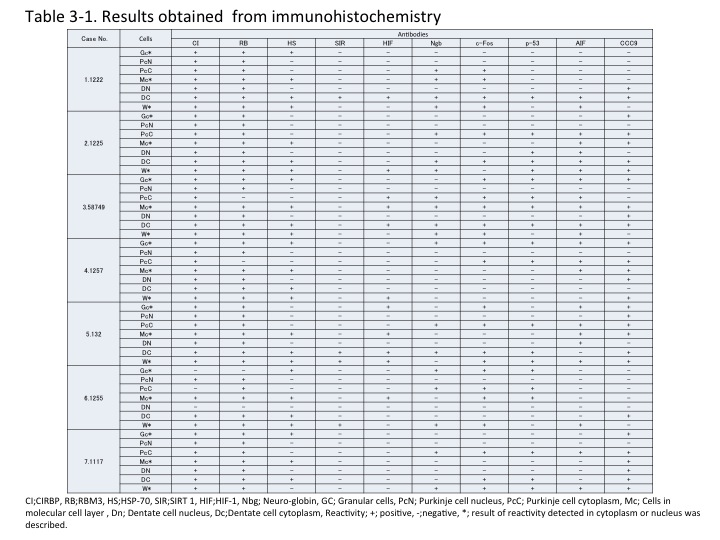 Table 3-1. Results obtained from immunohistochemistry
Case No. Cells Antibodies
CI RB HS SIR HIF Ngb c-Fos p-53 AIF CCC9
1.1222
Gc* + + + − − − − − − −
PcN + + − − − − − − − −
PcC + + − − − + + − − −
Mc* + + + − − + + − − −
DN + + − − − − − − − +
DC + + + + + + + + + +
W* + + + − − + + − + −
2.1225
Gc* + + − − − − − − − +
PcN + + − − − − − − − −
PcC + + − − − + + + + +
Mc* + + + − − − − − + +
DN + + − − − − − + + −
DC + + + − − + + + + +
W* + + + − + + − + + +
3.58749
Gc* + + + − − − + + + +
PcN + + − − − − − − − −
PcC + − − − + + + + + −
Mc* + + + − + + + + + +
DN + + − − − − − − − +
DC + + + − + + + + + +
W* + + + − − + + − + −
4.1257
Gc* + + + − − + + + + +
PcN + + − − − − − − − −
PcC + − − − − − + + + +
Mc* + + + − − − − − + +
DN + + − − − − − − − +
DC + + + − − − − − − −
W* + + + − + − − − − +
5.132
Gc* + + − − + − + − + −
PcN + + − − − − − − − +
PcC + + − − − + + + + +
Mc* + + + − + − − − + +
DN + + − − − − − − + −
DC + + + + + + + + − +
W* + + + + + − + + + +
6.1255
Gc* − − + − − + + + − −
PcN + + − − − − − − − −
PcC − + − − − + + + − −
Mc* + + + − + − + + − −
DN − − − − − − − − − −
DC + + + − − − − − − +
W* + + + + − + + − + −
7.1117
Gc* + + + − − − − − − +
PcN + + − − − − − − − −
PcC + + − − − + + + + +
Mc* + + + − − − − − − +
DN + + − − − − − − − +
DC + + + − − − + + − +
W* + + − − − + + + + +
CI;CIRBP, RB;RBM3, HS;HSP-70, SIR;SIRT 1, HIF;HIF-1, Nbg; Neuro-globin, GC; Granular cells, PcN; Purkinje cell nucleus, PcC; Purkinje cell cytoplasm, Mc; Cells in
molecular cell layer , Dn; Dentate cell nucleus, Dc;Dentate cell cytoplasm, Reactivity; +; positive, -;negative, *; result of reactivity detected in cytoplasm or nucleus was
described.